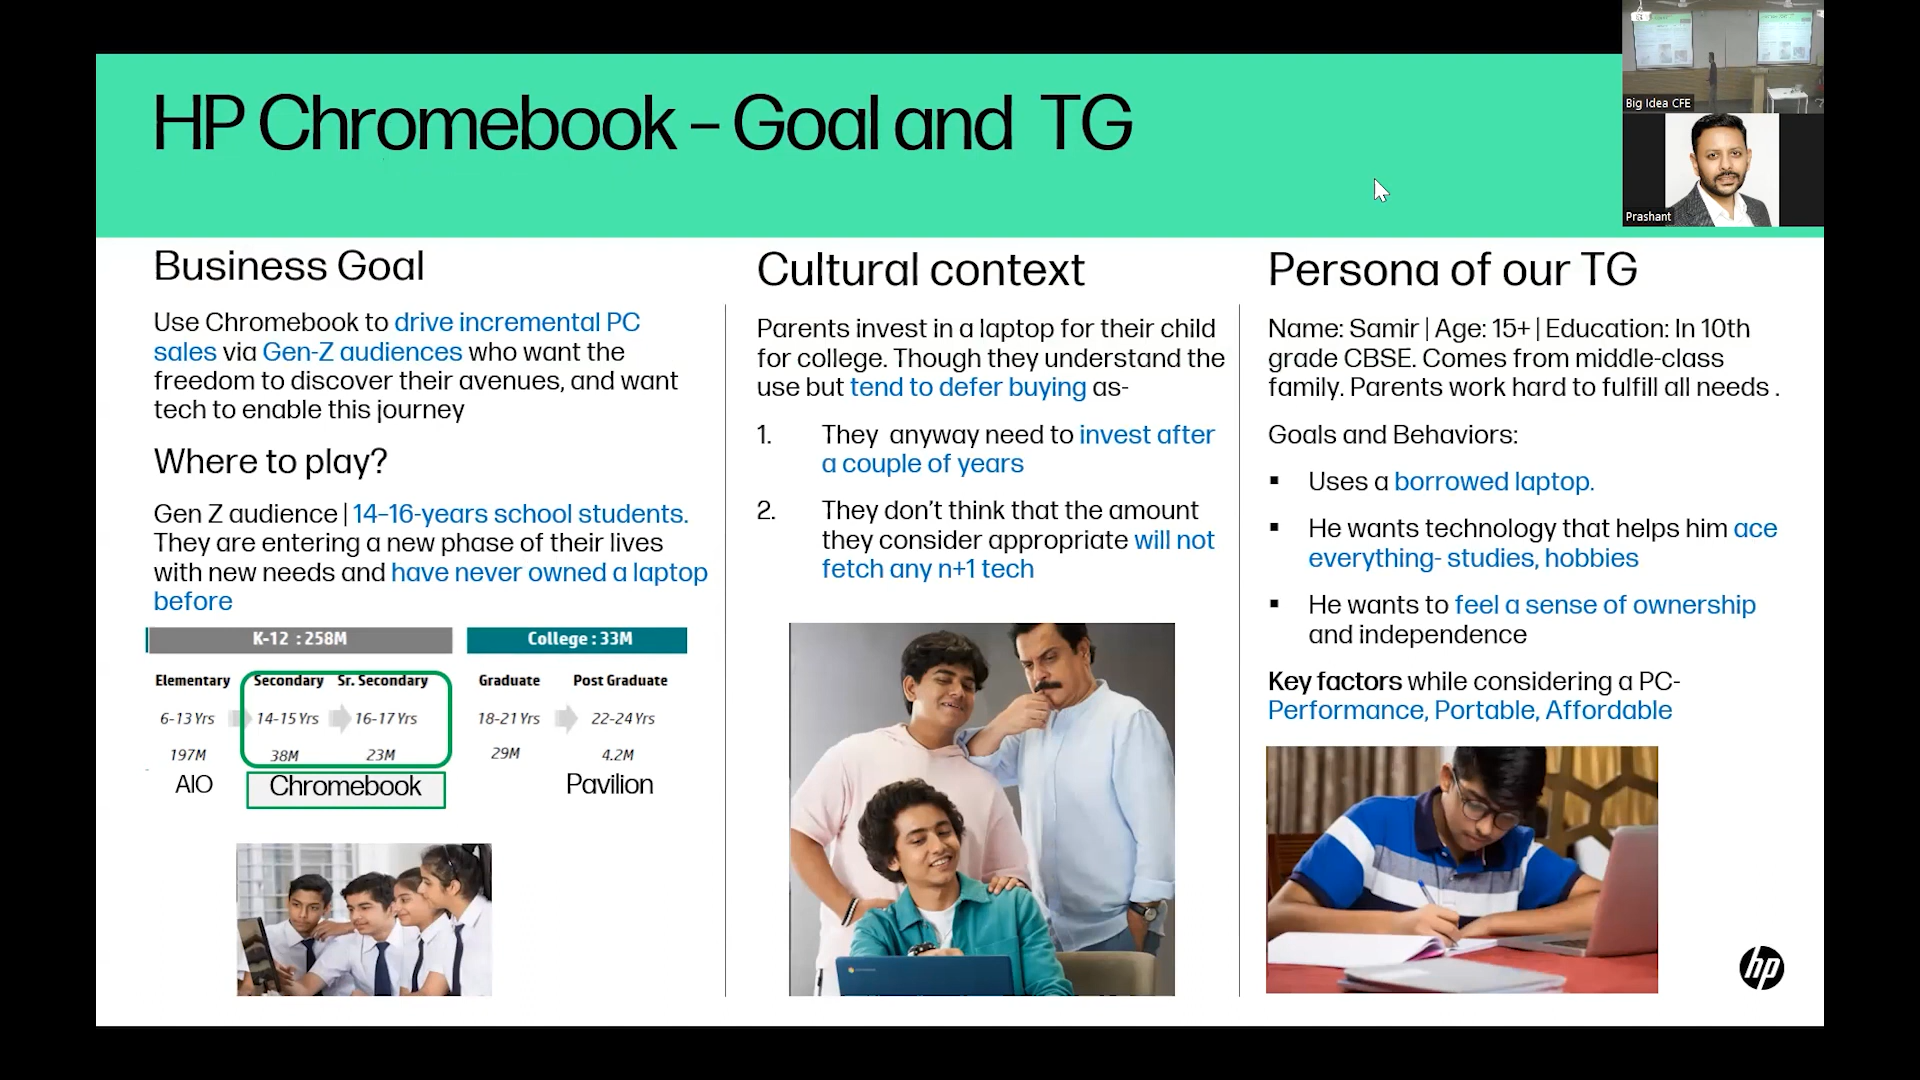 HP Chromebook – Goal and TG
Big Idea CFE
Prashant
Business Goal
Use Chromebook to drive incremental PC
sales via Gen-Z audiences who want the
freedom to discover their avenues, and want
tech to enable this journey
Where to play?
Gen Z audience | 14–16-years school students.
They are entering a new phase of their lives
with new needs and have never owned a laptop
before
K-12 : 258M
College : 33M
Elementary Secondary Sr. Secondary Graduate Post Graduate
6-13 Yrs 14-15 Yrs 16-17 Yrs 18-21 Yrs 22-24 Yrs
197M 38M 23M 29M 4.2M
AIO Chromebook Pavilion
Cultural context
Parents invest in a laptop for their child
for college. Though they understand the
use but tend to defer buying as-
1. They anyway need to invest after
a couple of years
2. They don't think that the amount
they consider appropriate will not
fetch any n+1 tech
Persona of our TG
Name: Samir | Age: 15+ | Education: In 10th
grade CBSE. Comes from middle-class
family. Parents work hard to fulfill all needs .
Goals and Behaviors:
▪ Uses a borrowed laptop.
▪ He wants technology that helps him ace
everything- studies, hobbies
▪ He wants to feel a sense of ownership
and independence
Key factors while considering a PC-
Performance, Portable, Affordable
hp